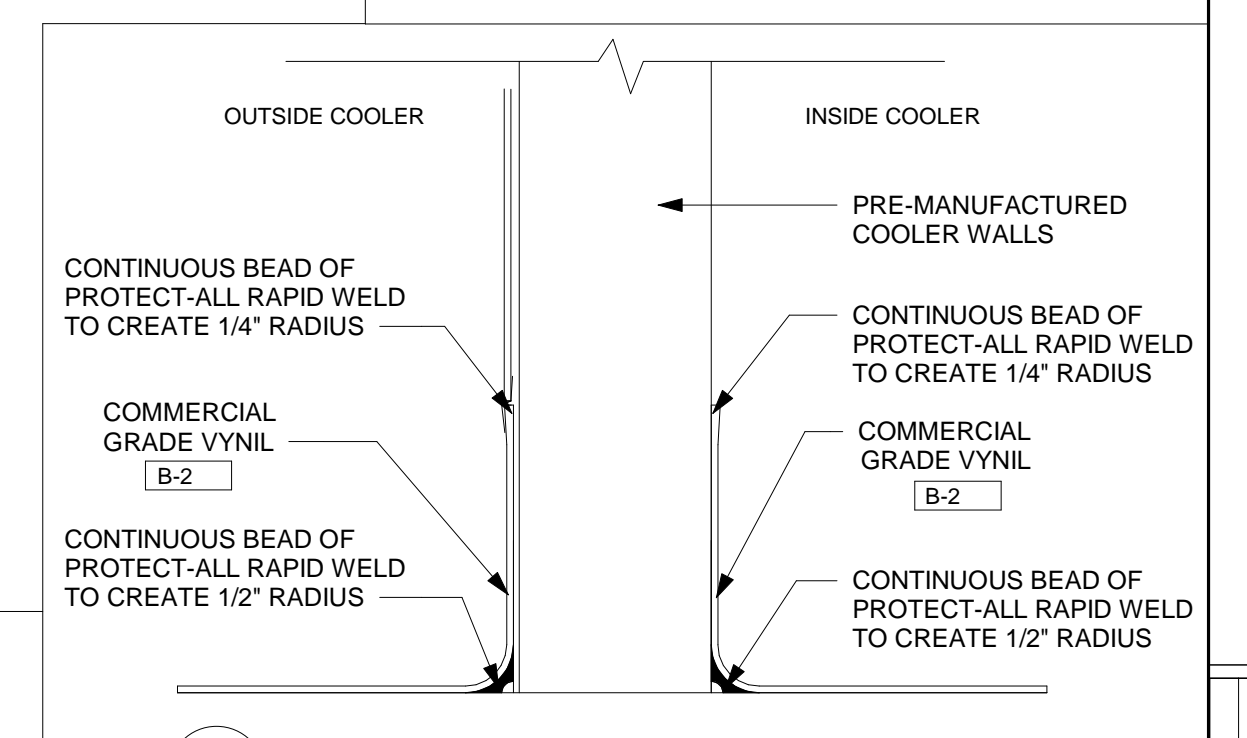 OUTSIDE COOLER
INSIDE COOLER
PRE-MANUFACTURED
COOLER WALLS
CONTINUOUS BEAD OF
PROTECT-ALL RAPID WELD
TO CREATE 1/4" RADIUS
CONTINUOUS BEAD OF
PROTECT-ALL RAPID WELD
TO CREATE 1/4" RADIUS
COMMERCIAL
GRADE VYNIL
B-2
COMMERCIAL
GRADE VYNIL
B-2
CONTINUOUS BEAD OF
PROTECT-ALL RAPID WELD
TO CREATE 1/2" RADIUS
CONTINUOUS BEAD OF
PROTECT-ALL RAPID WELD
TO CREATE 1/2" RADIUS